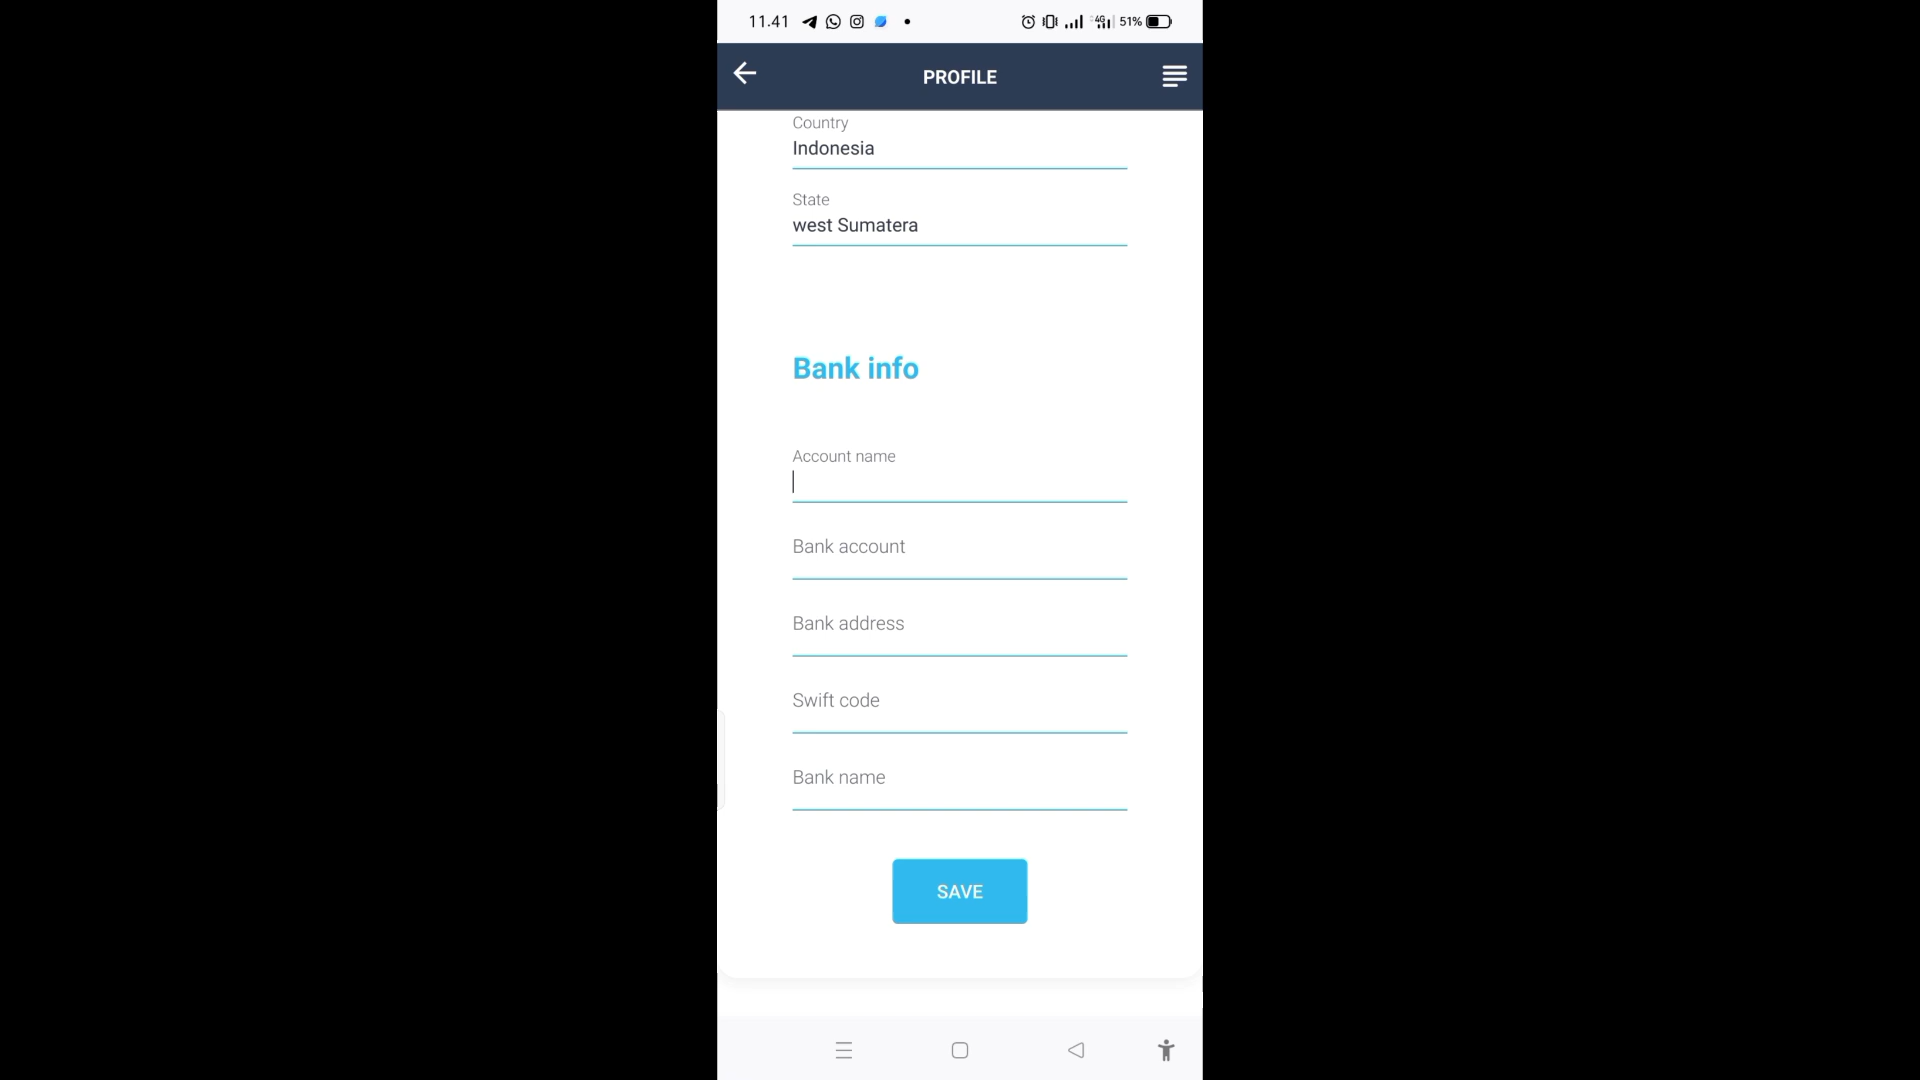 11.41
4G 51%
PROFILE
Country
Indonesia
State
west Sumatera
Bank info
Account name
Bank account
Bank address
Swift code
Bank name
SAVE